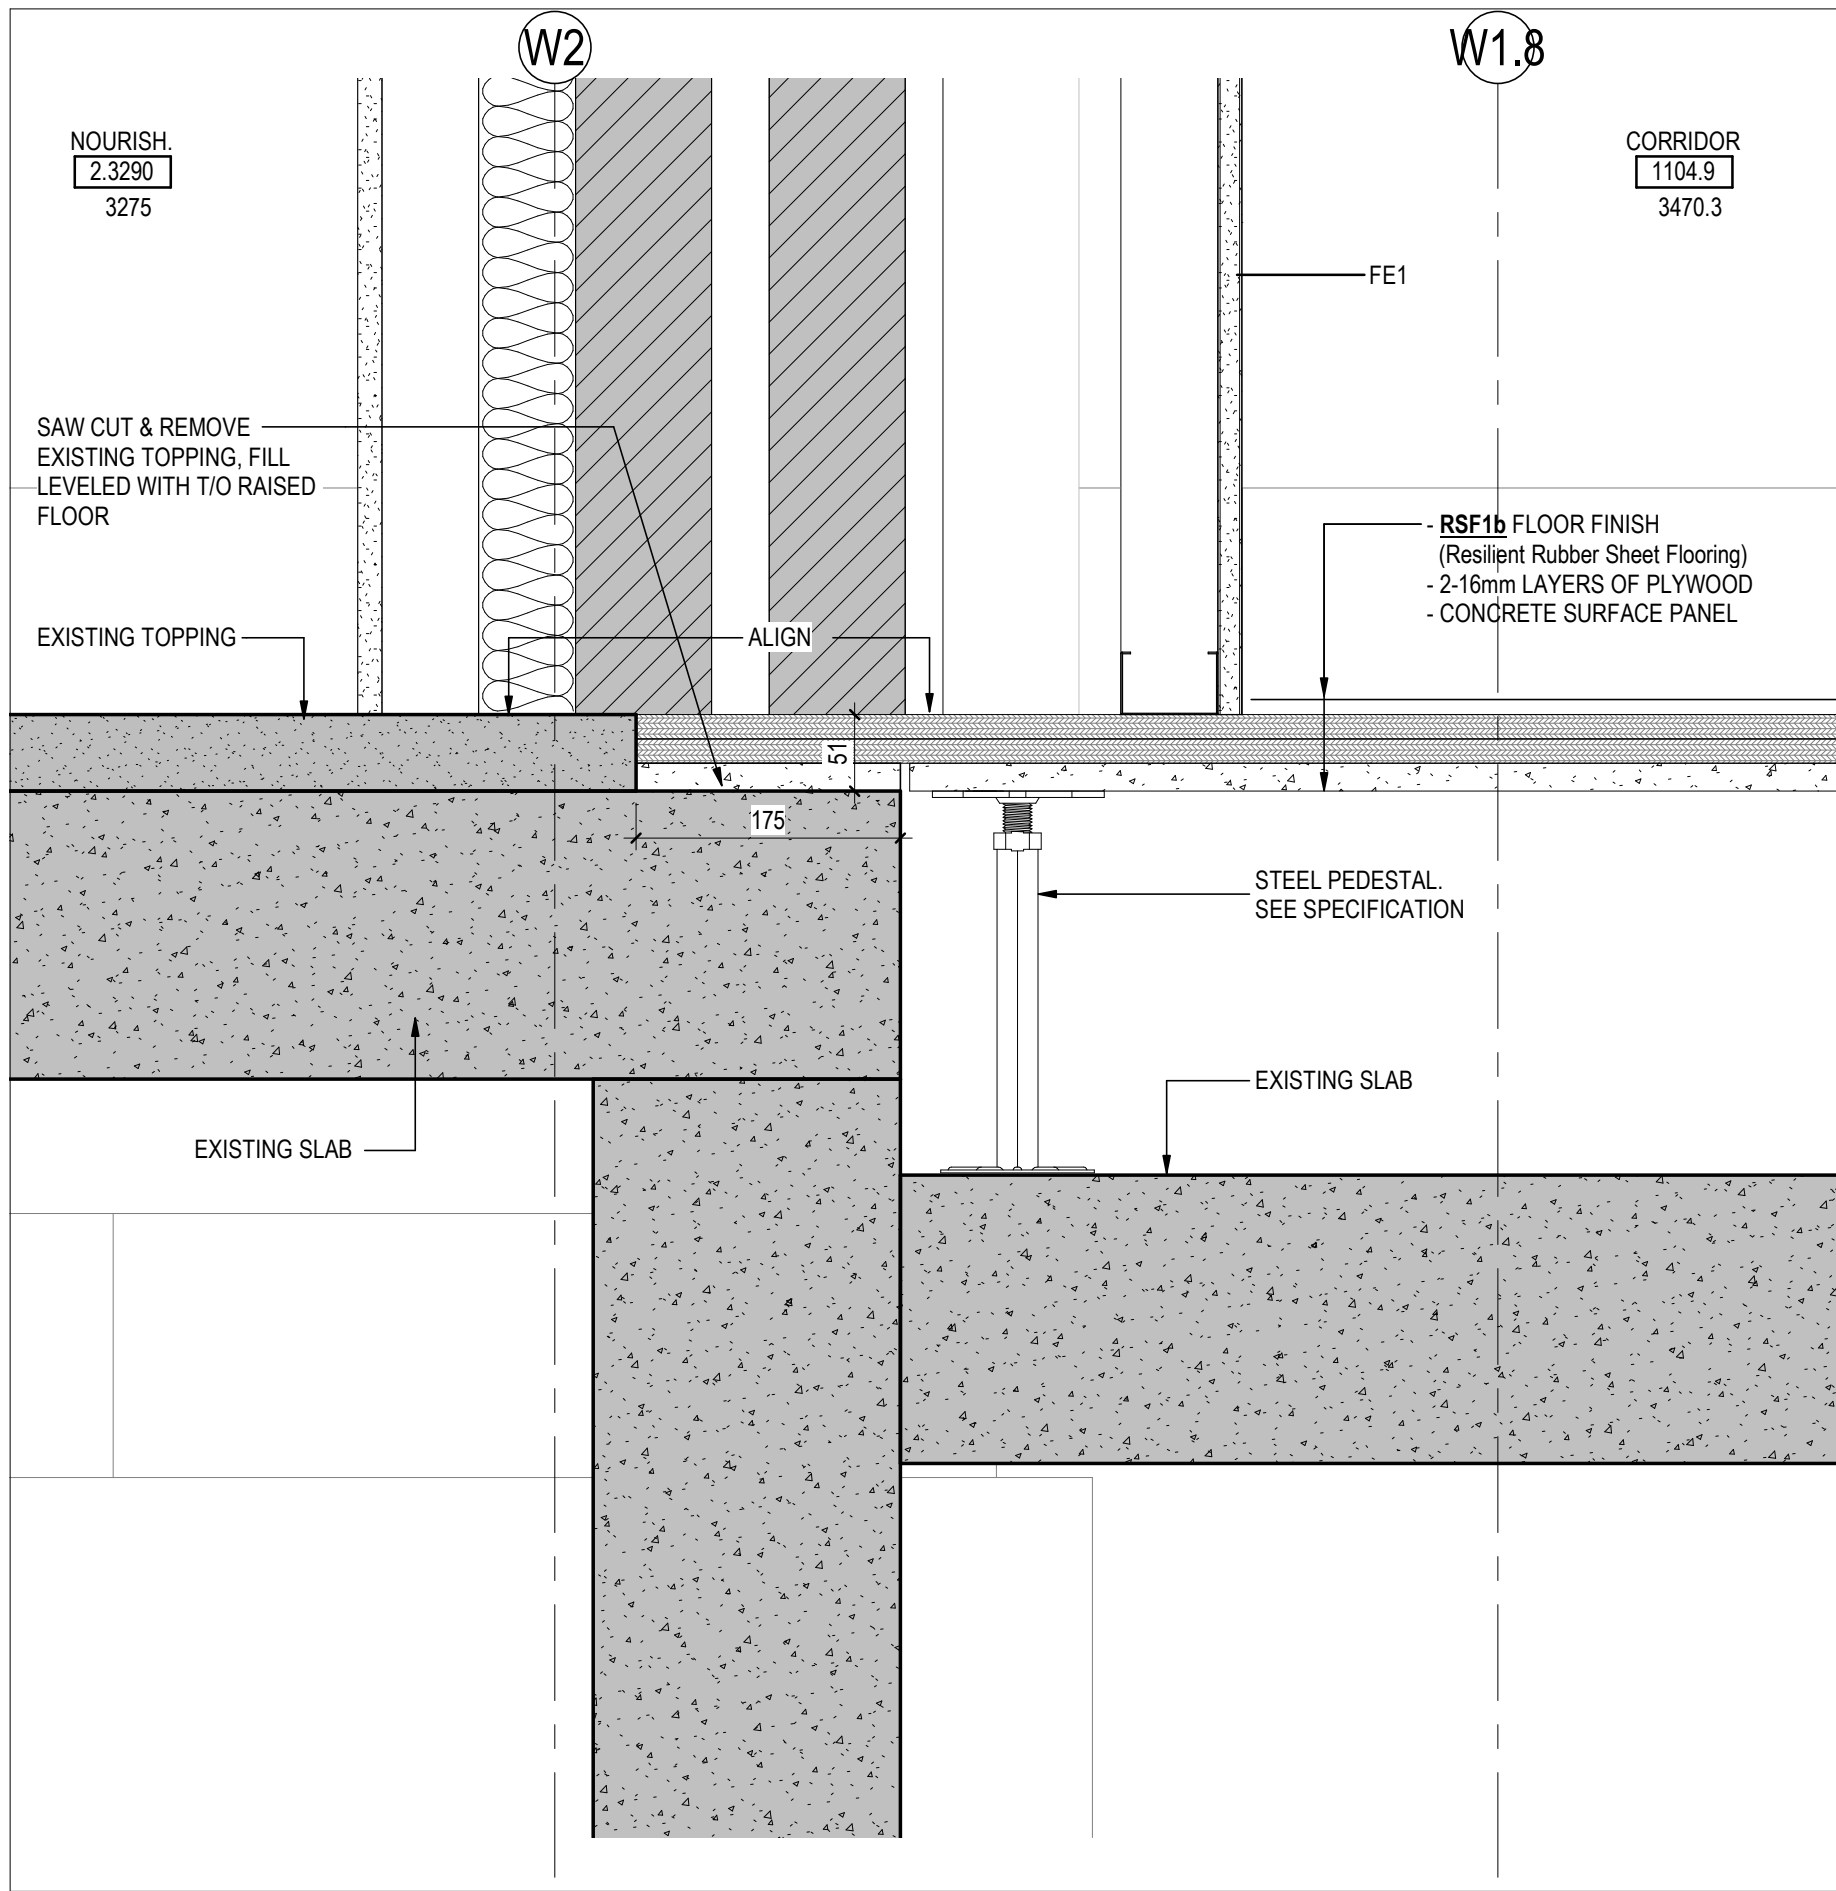 W2
W1.8
NOURISH.
2.3290
3275
CORRIDOR
1104.9
3470.3
FE1
SAW CUT & REMOVE
EXISTING TOPPING, FILL
LEVELED WITH T/O RAISED
FLOOR
- RSF1b FLOOR FINISH
(Resilient Rubber Sheet Flooring)
- 2-16mm LAYERS OF PLYWOOD
- CONCRETE SURFACE PANEL
EXISTING TOPPING
ALIGN
51
175
STEEL PEDESTAL.
SEE SPECIFICATION
EXISTING SLAB
EXISTING SLAB